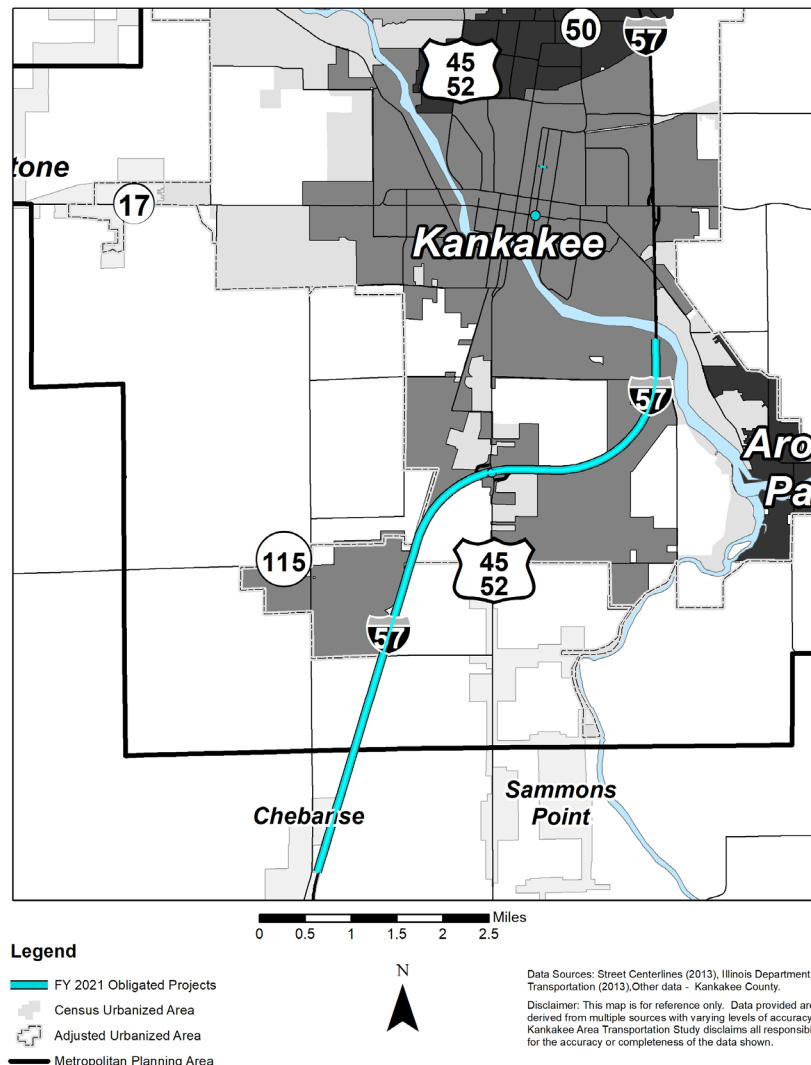 50
57
45
52
tone
17
Kankakee
57
Aro
Pa
115
45
52
57
Sammons
Point
Chebanse
Miles
0 0.5 1 1.5 2 2.5
Legend
FY 2021 Obligated Projects
Census Urbanized Area
Adjusted Urbanized Area
Metropolitan Planning Area
N
Data Sources: Street Centerlines (2013), Illinois Department
Transportation (2013),Other data - Kankakee County.
Disclaimer: This map is for reference only. Data provided are
derived from multiple sources with varying levels of accuracy
Kankakee Area Transportation Study disclaims all responsibi
for the accuracy or completeness of the data shown.